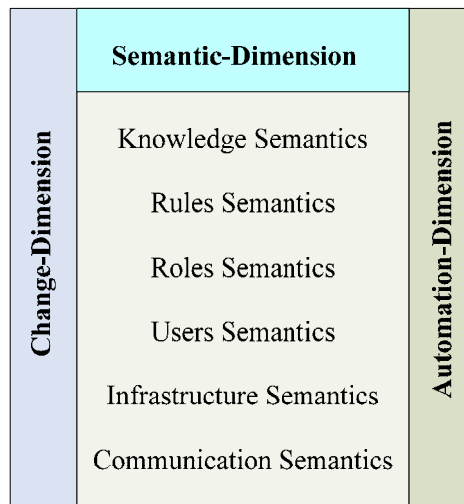 Semantic-Dimension
Change-Dimension
Knowledge Semantics
Rules Semantics
Roles Semantics
Users Semantics
Infrastructure Semantics
Communication Semantics
Automation-Dimension